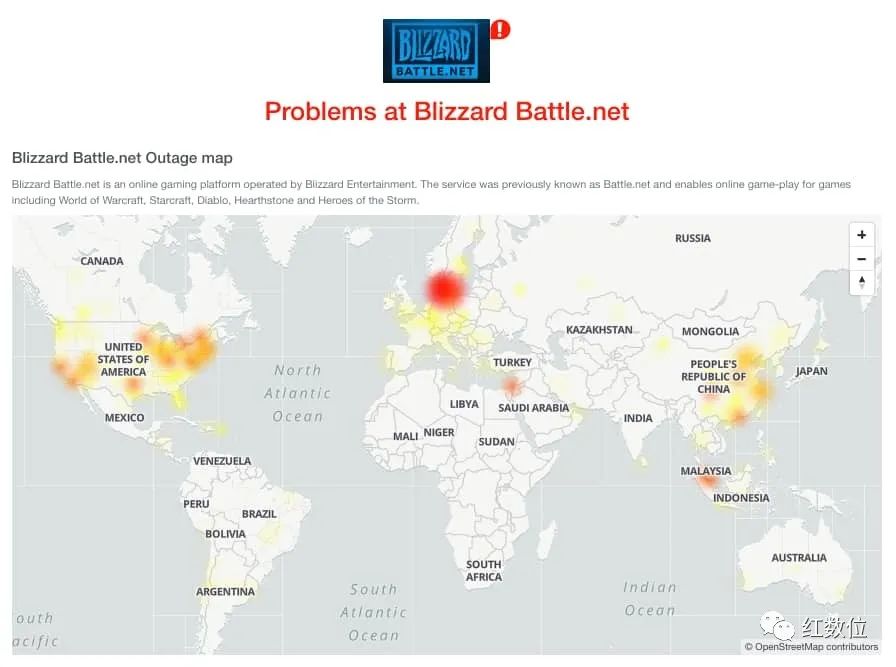 BLIZZARD
BATTLE.NET
!
Problems at Blizzard Battle.net
Blizzard Battle.net Outage map
Blizzard Battle.net is an online gaming platform operated by Blizzard Entertainment. The service was previously known as Battle.net and enables online game-play for games
including World of Warcraft, Starcraft, Diablo, Hearthstone and Heroes of the Storm.
+
−
RUSSIA
CANADA
KAZAKHSTAN
MONGOLIA
UNITED
STATES OF
AMERICA
TURKEY
PEOPLE'S
REPUBLIC OF
CHINA
JAPAN
North
Atlantic
Ocean
LIBYA
SAUDI ARABIA
MEXICO
INDIA
MALI
NIGER
SUDAN
VENEZUELA
MALAYSIA
INDONESIA
PERU
BRAZIL
BOLIVIA
AUSTRALIA
SOUTH
AFRICA
ARGENTINA
South
Atlantic
Ocean
Indian
Ocean
outh
acific
红数位
© OpenStreetMap contributors